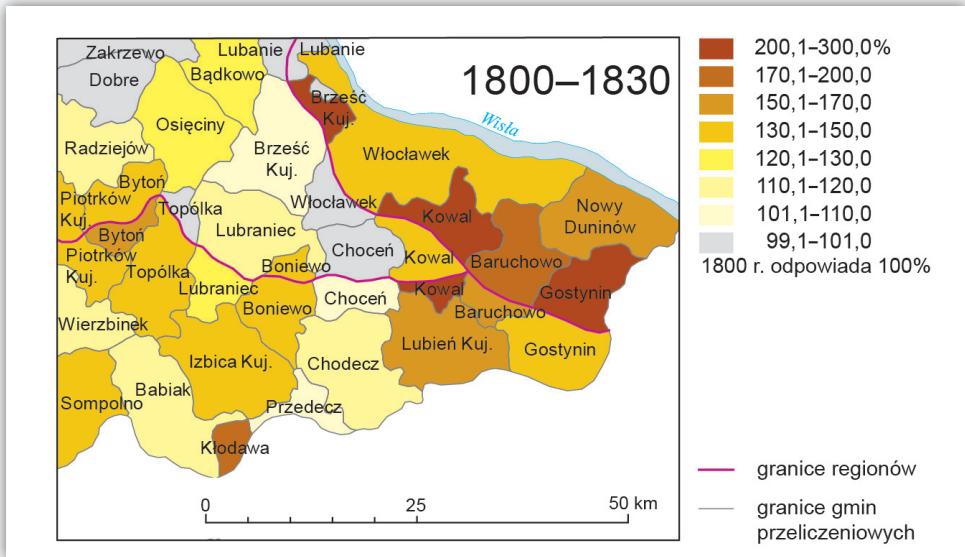 Zakrzewo
Lubanie
Lubanie
1800–1830
Dobre
Bądkowo
Brześć
Kuj.
Wisła
Osięciny
Radziejów
Brześć
Kuj.
Włocławek
Bytoń
Piotrków
Kuj.
Topólka
Włocławek
Kowal
Nowy
Duninów
Bytoń
Lubraniec
Choceń
Piotrków
Kuj.
Topólka
Boniewo
Kowal
Baruchowo
Lubraniec
Kowal
Gostynin
Choceń
Boniewo
Baruchowo
Wierzbinek
Lubień Kuj.
Gostynin
Izbica Kuj.
Chodecz
Babiak
Sompolno
Przedecz
Kłodawa
0 25 50 km
200,1–300,0%
170,1–200,0
150,1–170,0
130,1–150,0
120,1–130,0
110,1–120,0
101,1–110,0
99,1–101,0
1800 r. odpowiada 100%
granice regionów
granice gmin
przeliczeniowych